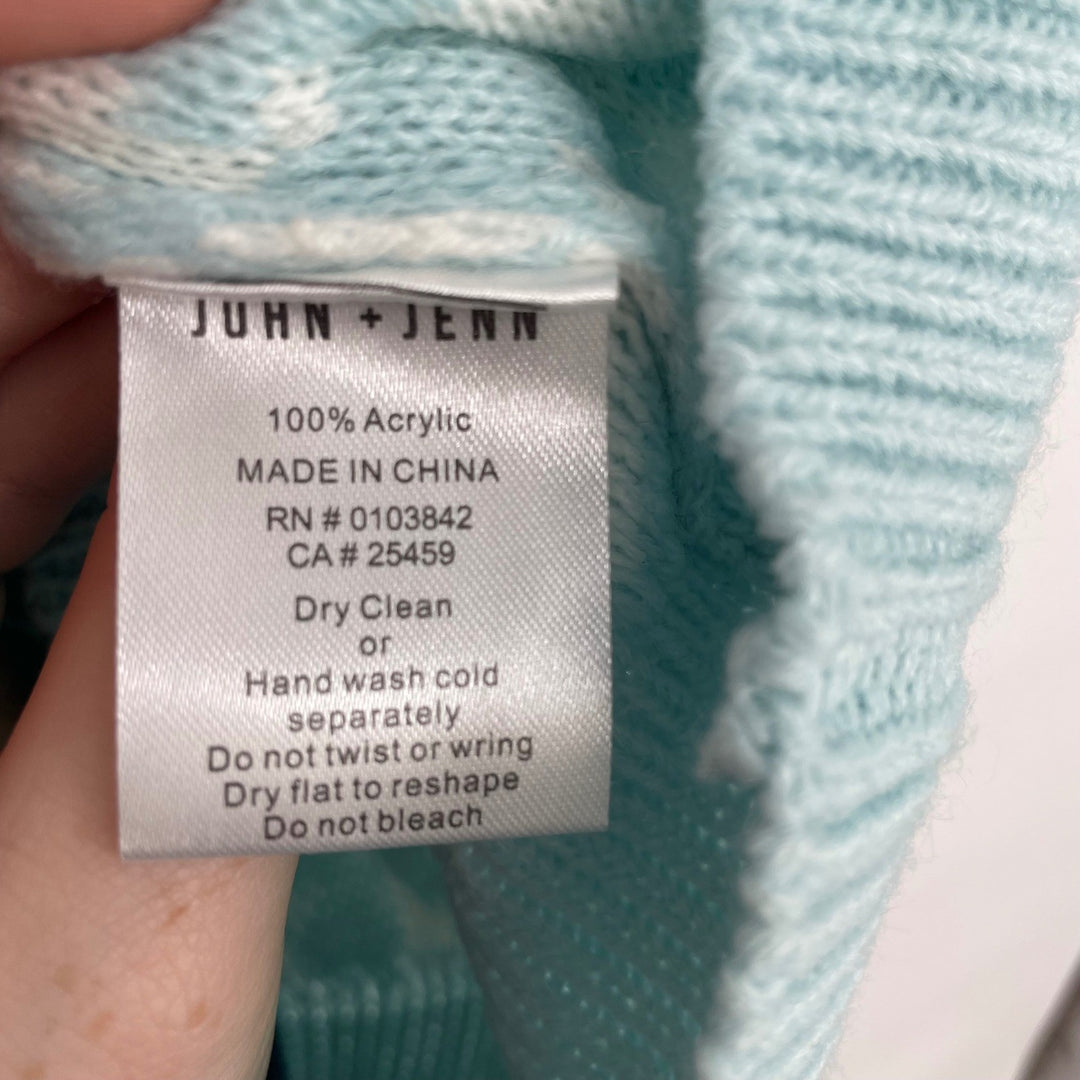 JOHN + JENN
100% Acrylic
MADE IN CHINA
RN # 0103842
CA # 25459
Dry Clean
or
Hand wash cold
separately
Do not twist or wring
Dry flat to reshape
Do not bleach